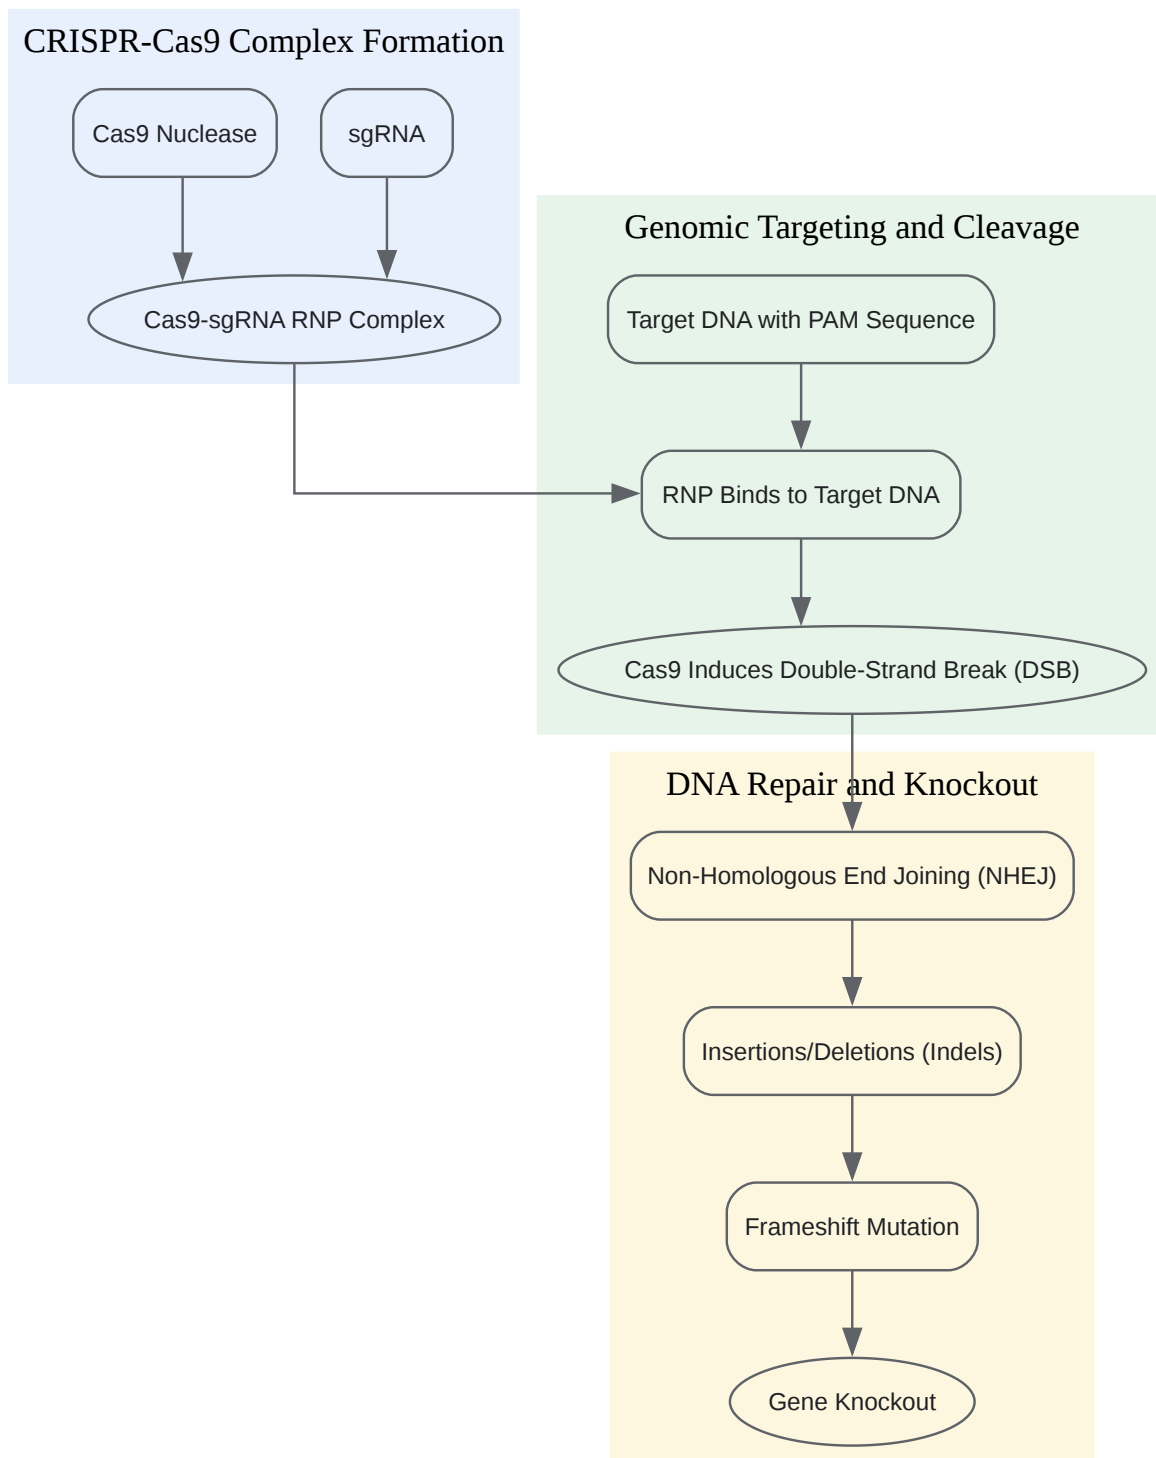 CRISPR-Cas9 Complex Formation
Cas9 Nuclease
sgRNA
Cas9-sgRNA RNP Complex
Genomic Targeting and Cleavage
Target DNA with PAM Sequence
RNP Binds to Target DNA
Cas9 Induces Double-Strand Break (DSB)
DNA Repair and Knockout
Non-Homologous End Joining (NHEJ)
Insertions/Deletions (Indels)
Frameshift Mutation
Gene Knockout